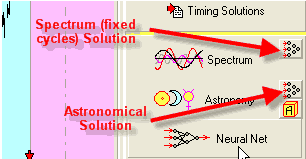 Timing Solutions
Spectrum (fixed
cycles) Solution
Spectrum
Astronomy
A
Astronomical
Solution
Neural Net